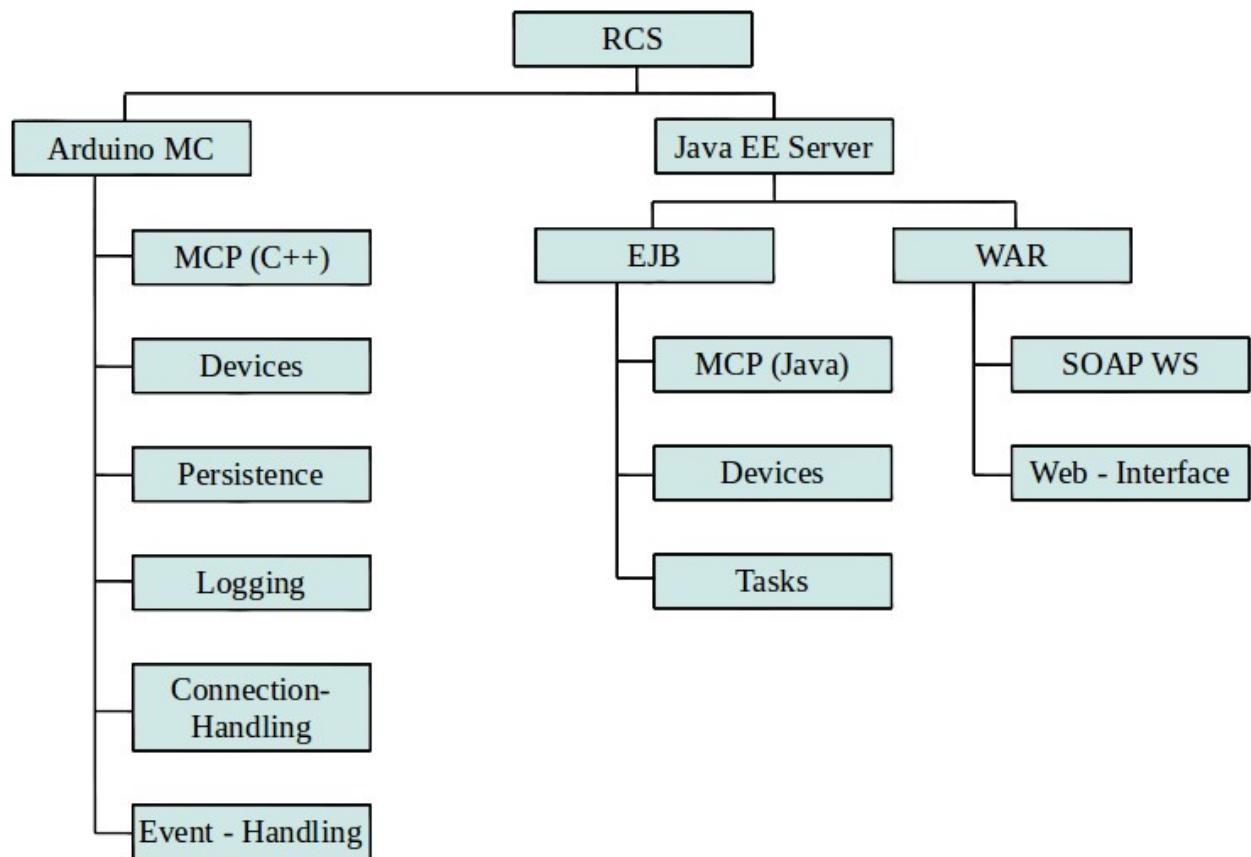 RCS
Arduino MC
Java EE Server
MCP (C++)
EJB
WAR
Devices
MCP (Java)
SOAP WS
Persistence
Devices
Web - Interface
Logging
Tasks
Connection-
Handling
Event - Handling